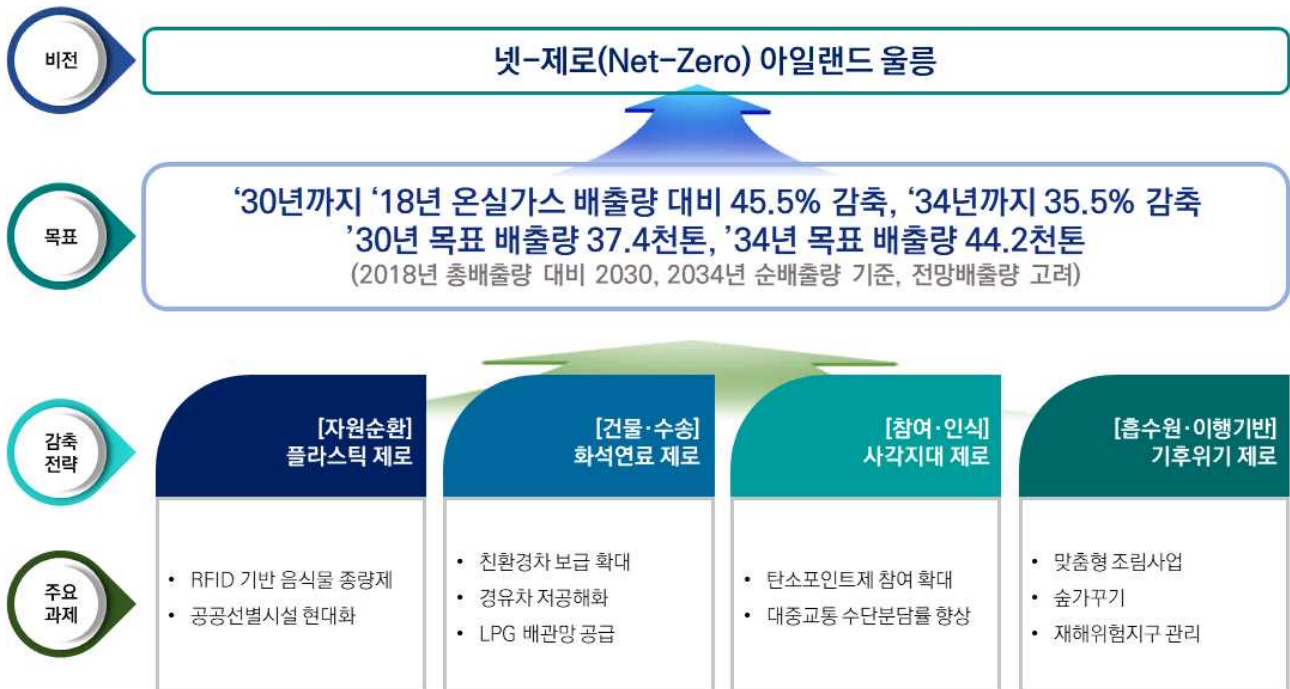 비전
넷-제로(Net-Zero) 아일랜드 울릉
목표
‘30년까지 ‘18년 온실가스 배출량 대비 45.5% 감축, ‘34년까지 35.5% 감축
’30년 목표 배출량 37.4천톤, ’34년 목표 배출량 44.2천톤
(2018년 총배출량 대비 2030, 2034년 순배출량 기준, 전망배출량 고려)
감축
전략
[자원순환]
플라스틱 제로
[건물·수송]
화석연료 제로
[참여·인식]
사각지대 제로
[흡수원·이행기반]
기후위기 제로
주요
과제
• RFID 기반 음식물 종량제
• 공공선별시설 현대화
• 친환경차 보급 확대
• 경유차 저공해화
• LPG 배관망 공급
• 탄소포인트제 참여 확대
• 대중교통 수단분담률 향상
• 맞춤형 조림사업
• 숲가꾸기
• 재해위험지구 관리